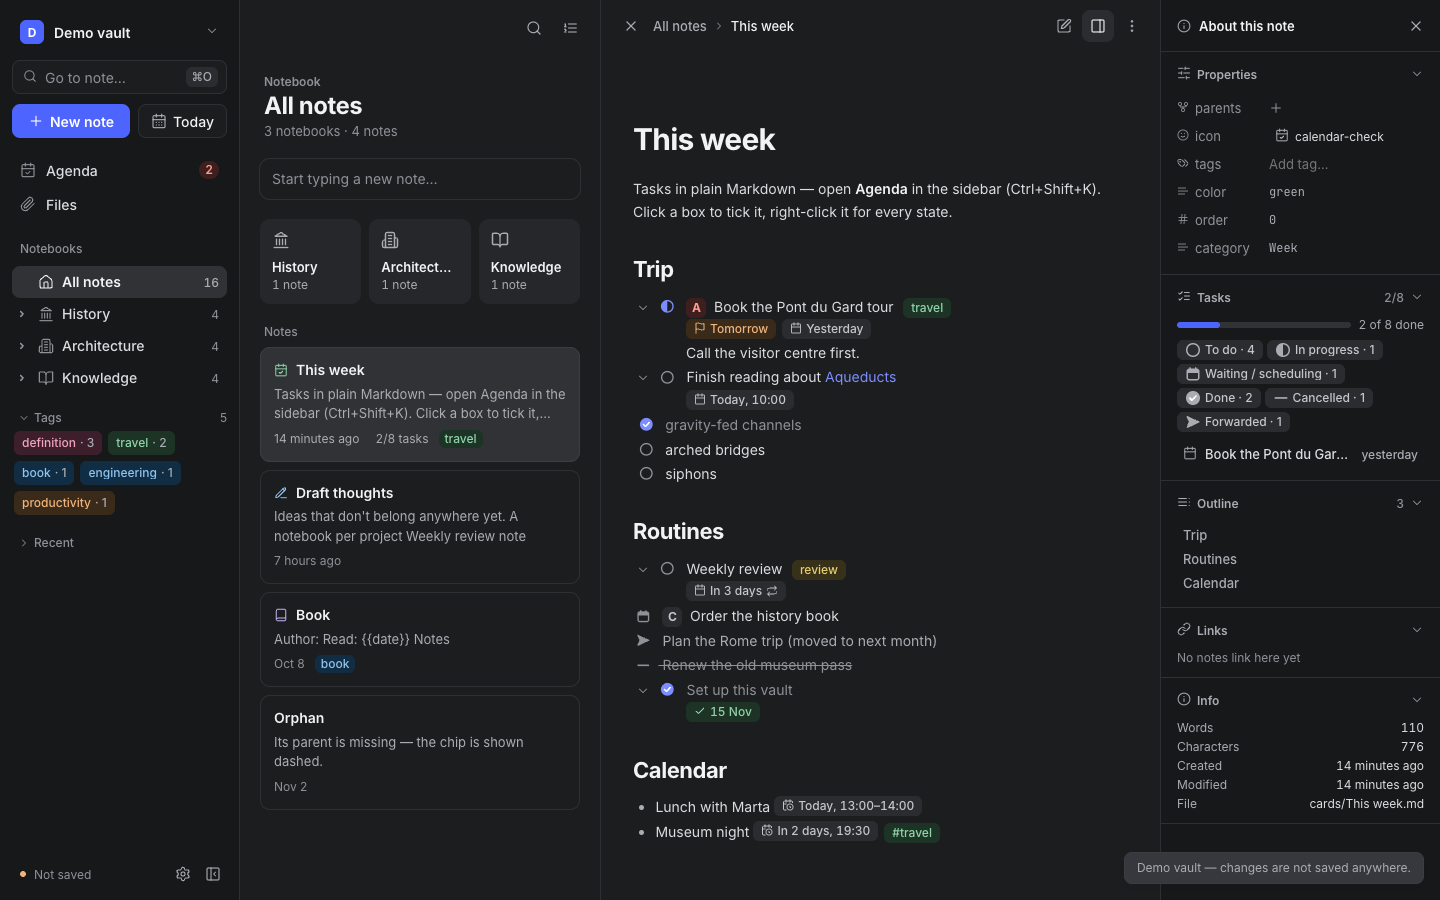 D Demo vault
Go to note... ⌘O
New note
Today
Agenda 2
Files
Notebooks
All notes 16
History 4
Architecture 4
Knowledge 4
Tags 5
definition · 3
travel · 2
book · 1
engineering · 1
productivity · 1
Recent
Not saved
Notebook
All notes
3 notebooks · 4 notes
Start typing a new note...
History
1 note
Architect...
1 note
Knowledge
1 note
Notes
This week
Tasks in plain Markdown — open Agenda in the
sidebar (Ctrl+Shift+K). Click a box to tick it,...
14 minutes ago 2/8 tasks travel
Draft thoughts
Ideas that don't belong anywhere yet. A
notebook per project Weekly review note
7 hours ago
Book
Author: Read: {{date}} Notes
Oct 8 book
Orphan
Its parent is missing — the chip is shown
dashed.
Nov 2
All notes > This week
This week
Tasks in plain Markdown — open Agenda in the sidebar (Ctrl+Shift+K).
Click a box to tick it, right-click it for every state.
Trip
A Book the Pont du Gard tour travel
Tomorrow Yesterday
Call the visitor centre first.
Finish reading about Aqueducts
Today, 10:00
gravity-fed channels
arched bridges
siphons
Routines
Weekly review review
In 3 days
C Order the history book
Plan the Rome trip (moved to next month)
Renew the old museum pass
Set up this vault
15 Nov
Calendar
Lunch with Marta Today, 13:00–14:00
Museum night In 2 days, 19:30 #travel
About this note
Properties
parents
icon calendar-check
tags Add tag...
color green
order 0
category Week
Tasks 2/8
2 of 8 done
To do · 4
In progress · 1
Waiting / scheduling · 1
Done · 2
Cancelled · 1
Forwarded · 1
Book the Pont du Gar... yesterday
Outline 3
Trip
Routines
Calendar
Links
No notes link here yet
Info
Words 110
Characters 776
Created 14 minutes ago
Modified 14 minutes ago
File cards/This week.md
Demo vault — changes are not saved anywhere.